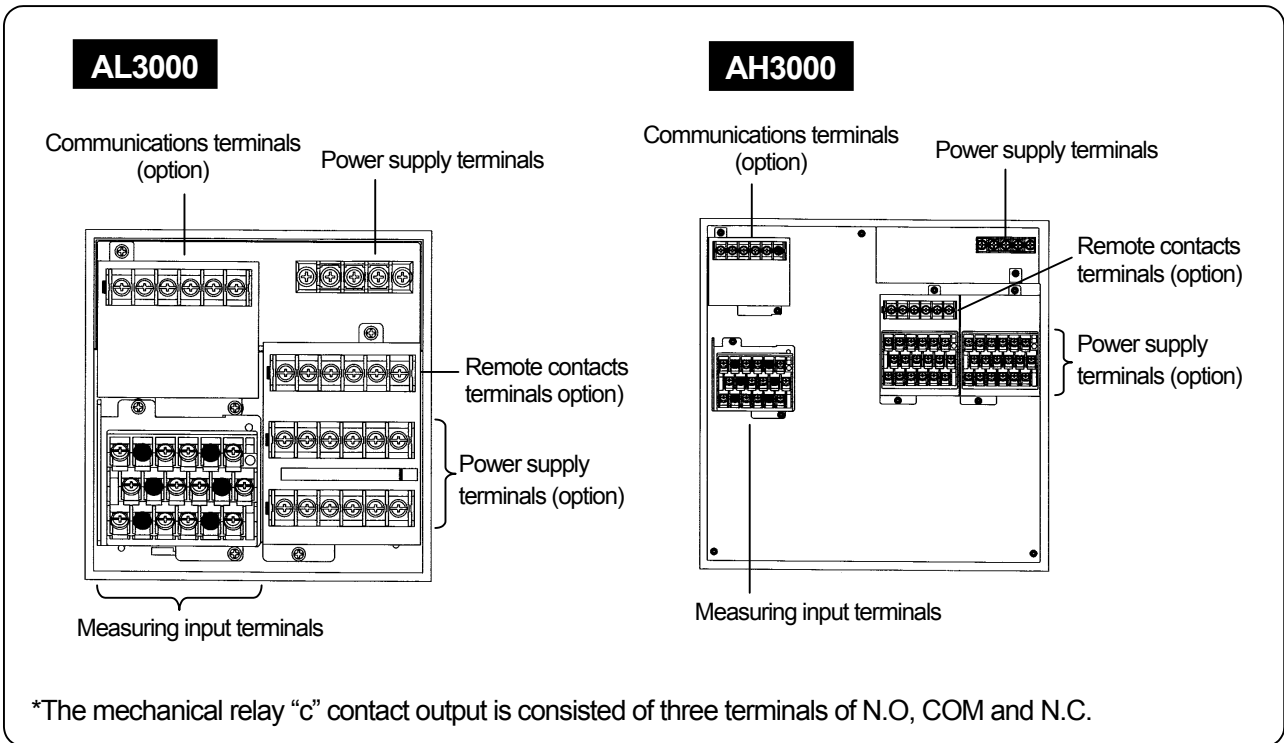 AL3000
Communications terminals
(option)
Power supply terminals
Remote contacts
terminals option)
Power supply
terminals (option)
Measuring input terminals
AH3000
Communications terminals
(option)
Power supply terminals
Remote contacts
terminals (option)
Power supply
terminals (option)
Measuring input terminals
*The mechanical relay “c” contact output is consisted of three terminals of N.O, COM and N.C.